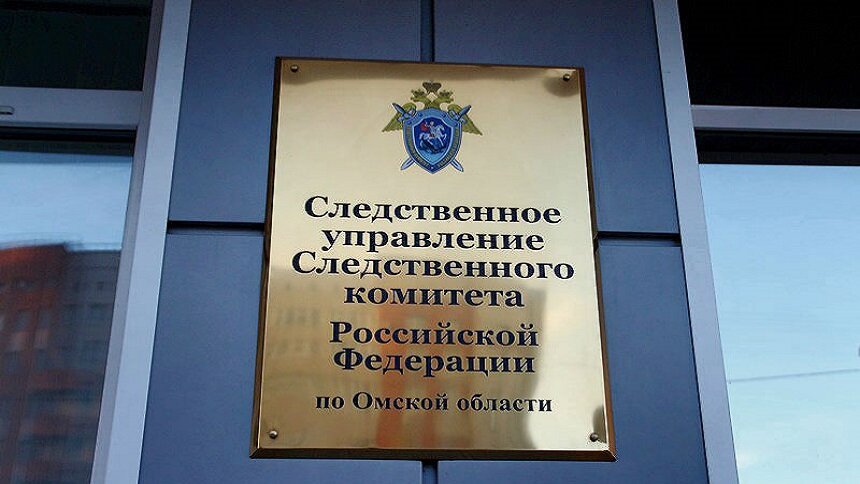 Следственное
управление
Следственного
комитета
Российской
Федерации
по Омской области